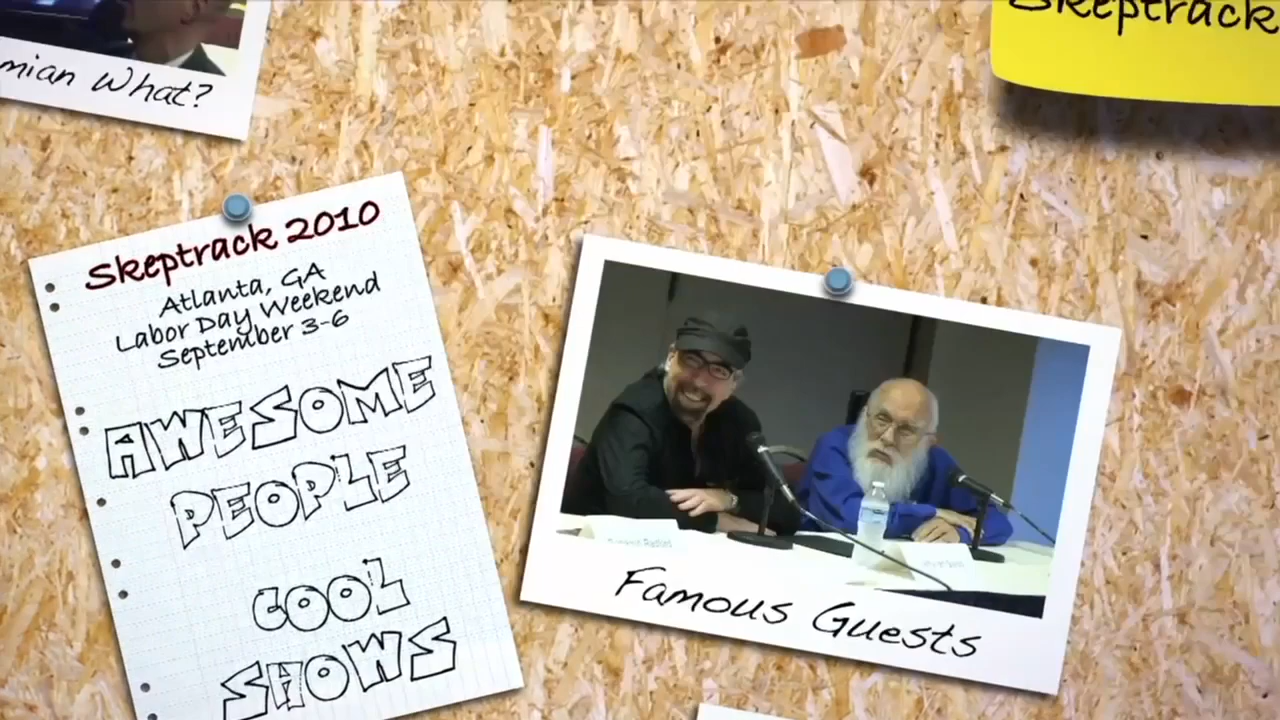 mian What?
Skeptrack
Skeptrack 2010
Atlanta, GA
Labor Day Weekend
September 3-6
AWESOME
PEOPLE
COOL
SHOWS
Famous Guests